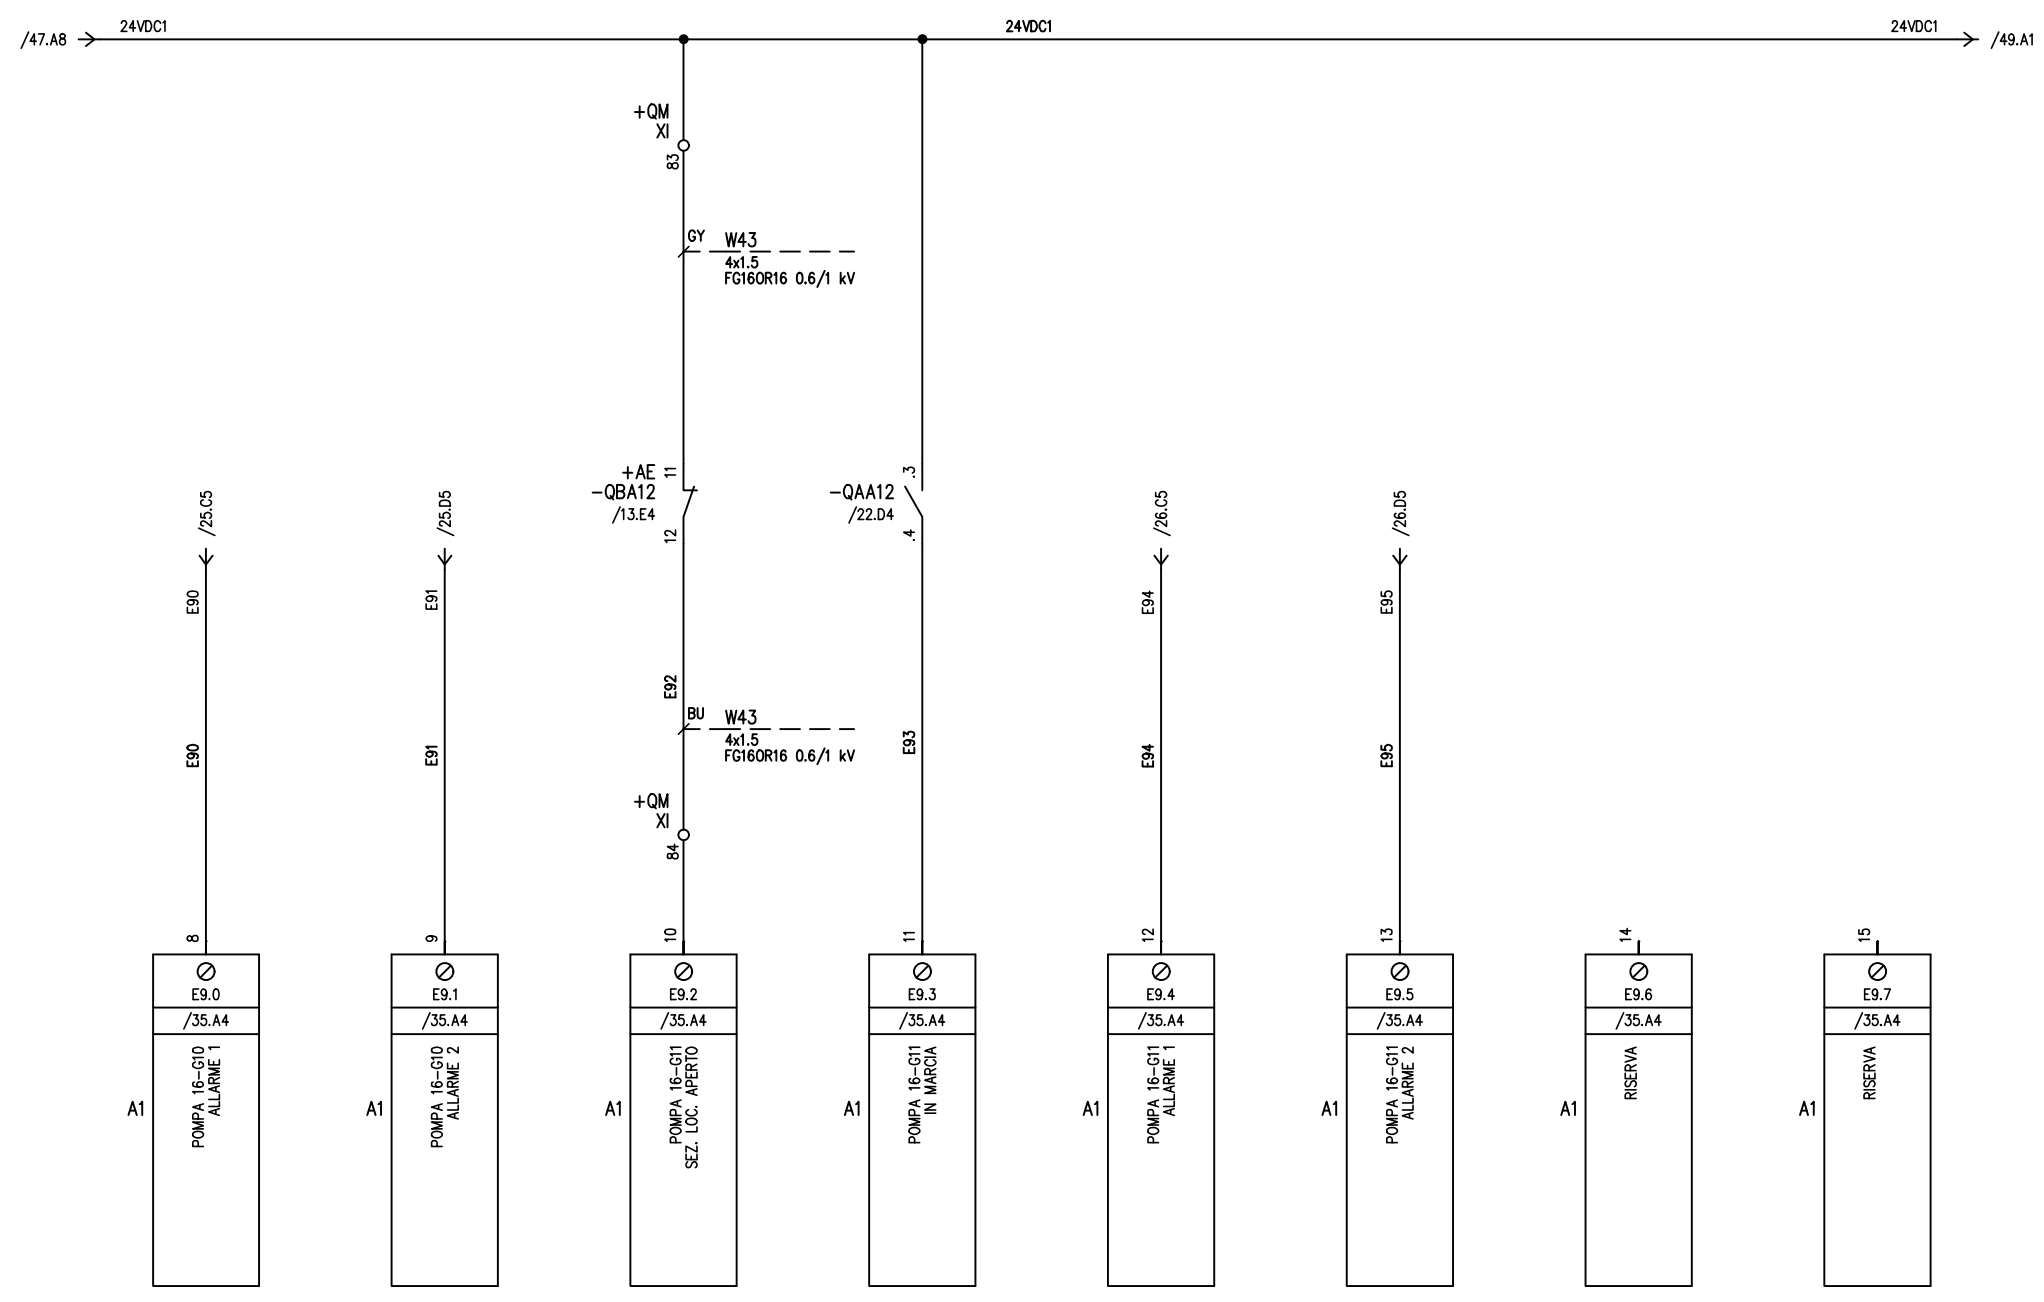 24VDC1
24VDC1
24VDC1
/47.A8
/49.A1
+QM
XI
83
GY
W43
4x1.5
FG16OR16 0.6/1 kV
+AE
-QBA12
/13.E4
11
12
-QAA12
/22.D4
.3
.4
/25.C5
/25.D5
/26.C5
/26.D5
E90
E91
E94
E95
E92
BU
W43
4x1.5
FG16OR16 0.6/1 kV
E90
E91
E93
E94
E95
+QM
XI
84
8
9
10
11
12
13
14
15
E9.0
E9.1
E9.2
E9.3
E9.4
E9.5
E9.6
E9.7
/35.A4
/35.A4
/35.A4
/35.A4
/35.A4
/35.A4
/35.A4
/35.A4
A1
POMPA 16-G10
ALLARME 1
A1
POMPA 16-G10
ALLARME 2
A1
POMPA 16-G11
SEZ. LOC. APERTO
A1
POMPA 16-G11
IN MARCIA
A1
POMPA 16-G11
ALLARME 1
A1
POMPA 16-G11
ALLARME 2
A1
RISERVA
A1
RISERVA